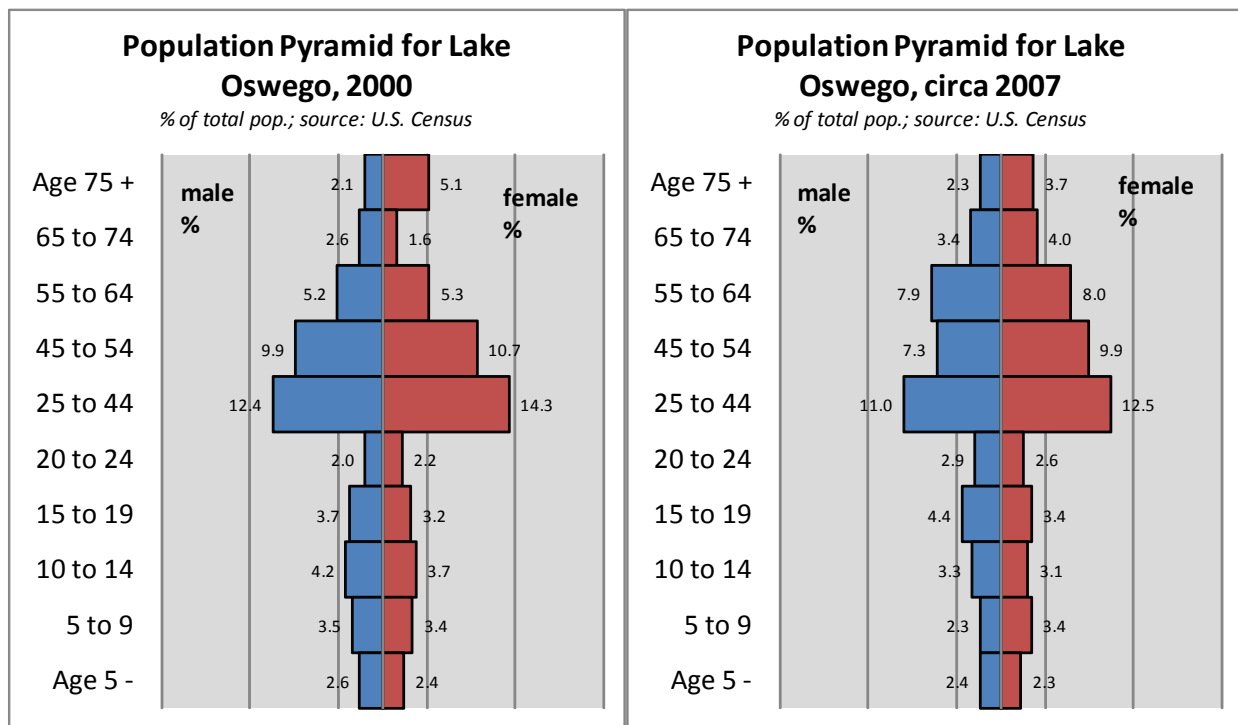 Population Pyramid for Lake
Oswego, 2000
% of total pop.; source: U.S. Census
male
%
female
%
Age 75 + 2.1 5.1
65 to 74 2.6 1.6
55 to 64 5.2 5.3
45 to 54 9.9 10.7
25 to 44 12.4 14.3
20 to 24 2.0 2.2
15 to 19 3.7 3.2
10 to 14 4.2 3.7
5 to 9 3.5 3.4
Age 5 - 2.6 2.4
Population Pyramid for Lake
Oswego, circa 2007
% of total pop.; source: U.S. Census
male
%
female
%
Age 75 + 2.3 3.7
65 to 74 3.4 4.0
55 to 64 7.9 8.0
45 to 54 7.3 9.9
25 to 44 11.0 12.5
20 to 24 2.9 2.6
15 to 19 4.4 3.4
10 to 14 3.3 3.1
5 to 9 2.3 3.4
Age 5 - 2.4 2.3